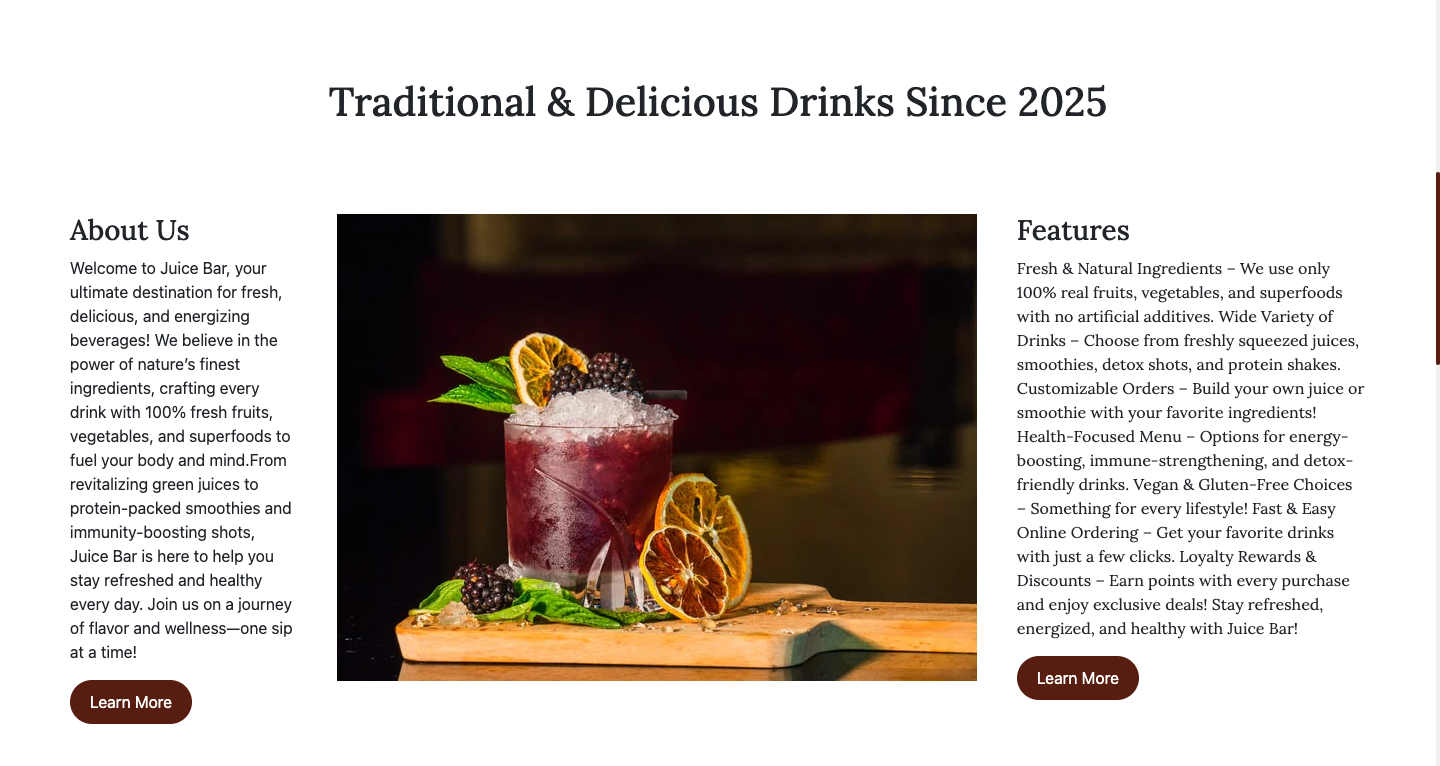 Traditional & Delicious Drinks Since 2025
About Us
Welcome to Juice Bar, your
ultimate destination for fresh,
delicious, and energizing
beverages! We believe in the
power of nature’s finest
ingredients, crafting every
drink with 100% fresh fruits,
vegetables, and superfoods to
fuel your body and mind.From
revitalizing green juices to
protein-packed smoothies and
immunity-boosting shots,
Juice Bar is here to help you
stay refreshed and healthy
every day. Join us on a journey
of flavor and wellness—one sip
at a time!
Learn More
Features
Fresh & Natural Ingredients – We use only
100% real fruits, vegetables, and superfoods
with no artificial additives. Wide Variety of
Drinks – Choose from freshly squeezed juices,
smoothies, detox shots, and protein shakes.
Customizable Orders – Build your own juice or
smoothie with your favorite ingredients!
Health-Focused Menu – Options for energy-
boosting, immune-strengthening, and detox-
friendly drinks. Vegan & Gluten-Free Choices
– Something for every lifestyle! Fast & Easy
Online Ordering – Get your favorite drinks
with just a few clicks. Loyalty Rewards &
Discounts – Earn points with every purchase
and enjoy exclusive deals! Stay refreshed,
energized, and healthy with Juice Bar!
Learn More